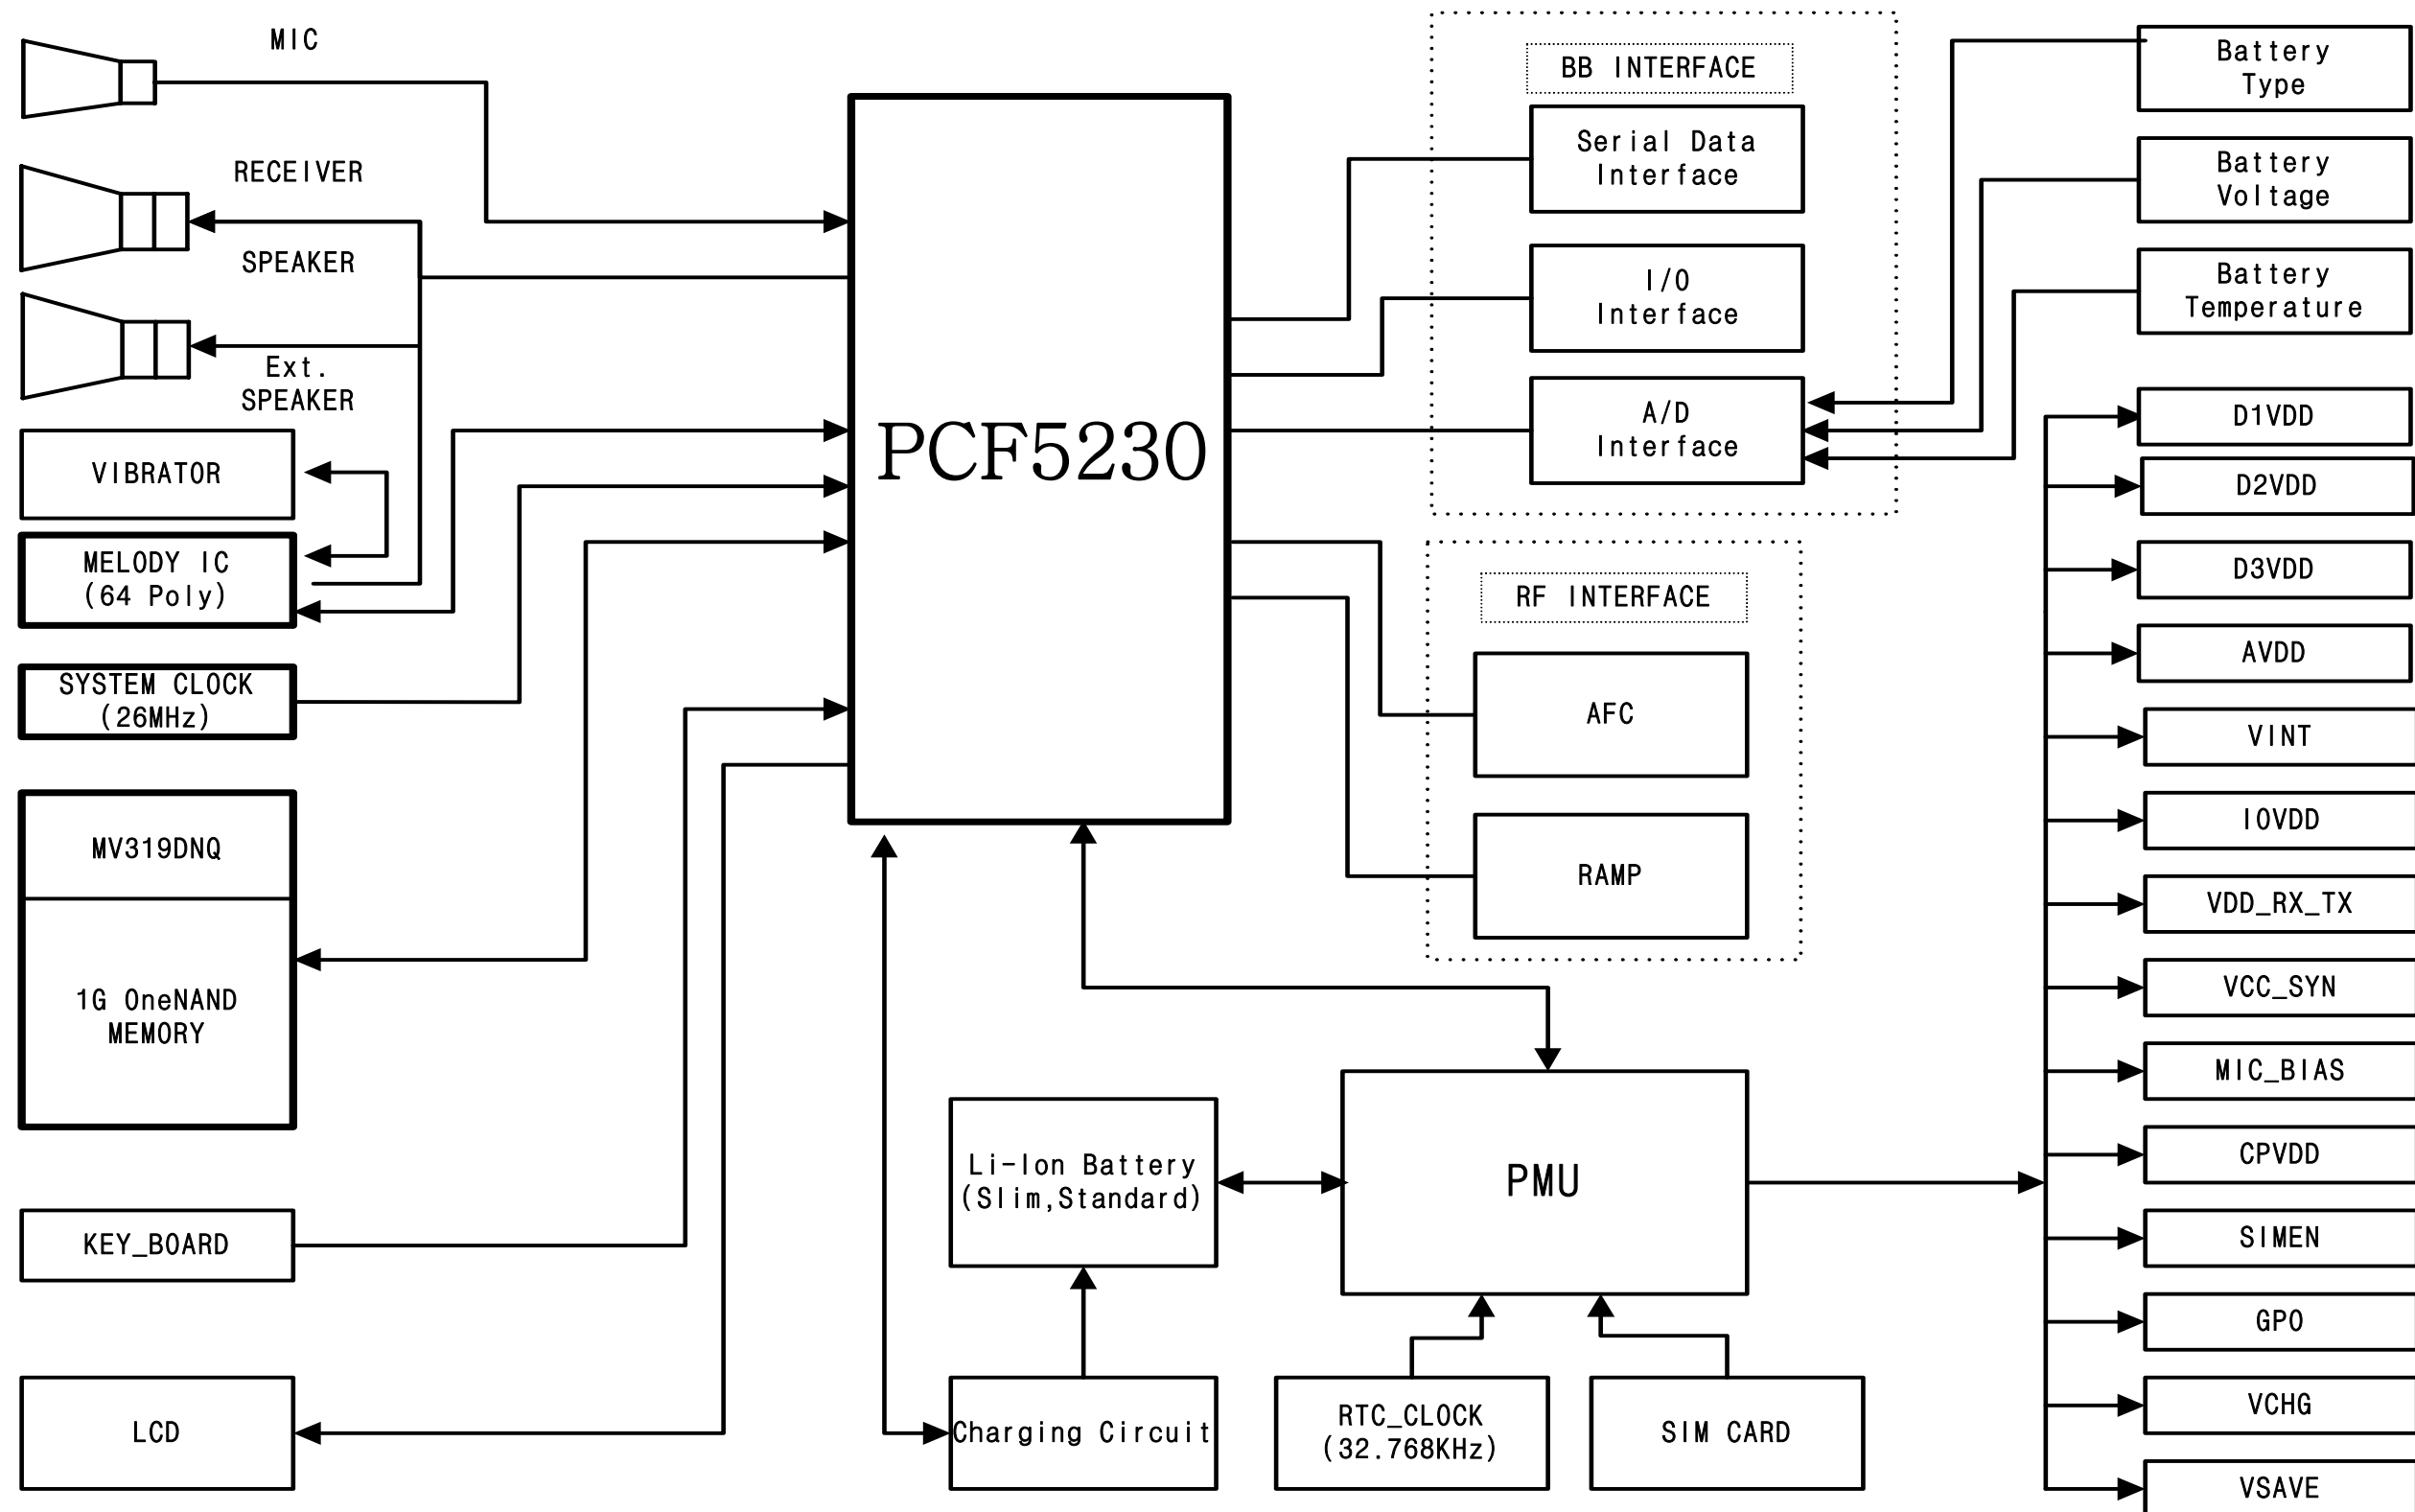 MIC
RECEIVER
SPEAKER
Ext.
SPEAKER
VIBRATOR
MELODY IC
(64 Poly)
SYSTEM CLOCK
(26MHz)
MV319DNQ
1G OneNAND
MEMORY
KEY_BOARD
LCD
PCF5230
BB INTERFACE
Serial Data
Interface
I/O
Interface
A/D
Interface
RF INTERFACE
AFC
RAMP
Li-Ion Battery
(Slim,Standard)
PMU
Charging Circuit
RTC_CLOCK
(32.768KHz)
SIM CARD
Battery
Type
Battery
Voltage
Battery
Temperature
D1VDD
D2VDD
D3VDD
AVDD
VINT
IOVDD
VDD_RX_TX
VCC_SYN
MIC_BIAS
CPVDD
SIMEN
GPO
VCHG
VSAVE